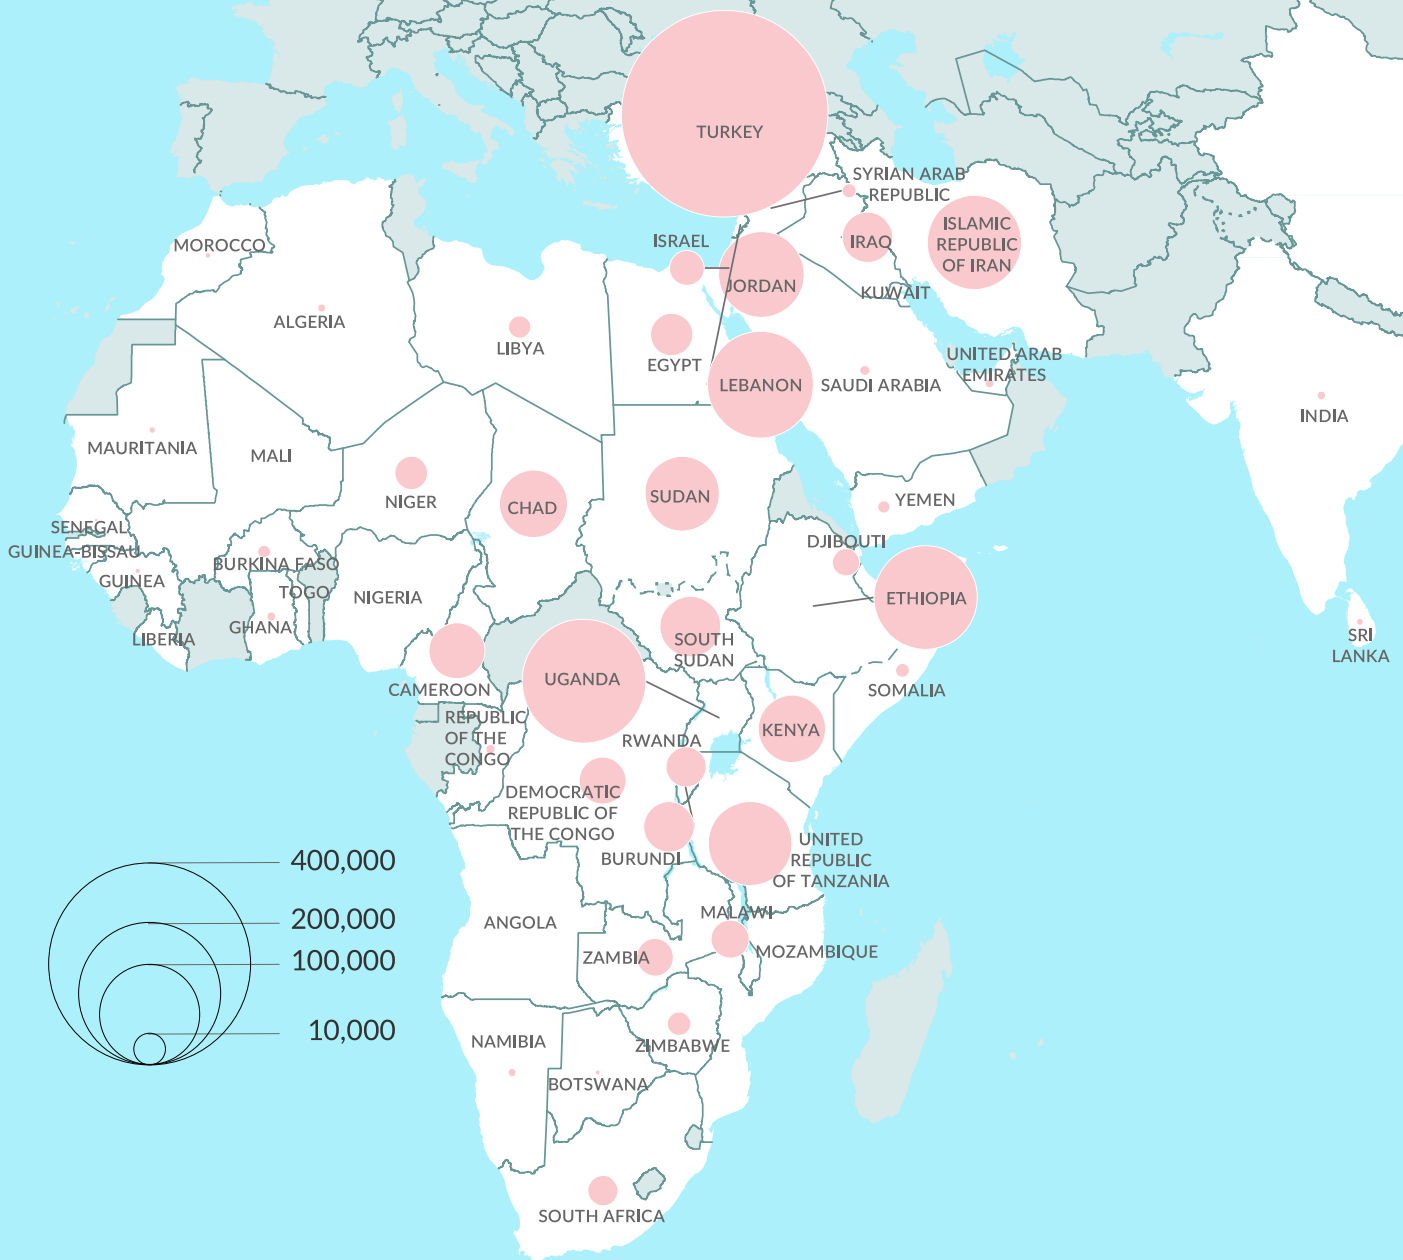 TURKEY
SYRIAN ARAB
REPUBLIC
ISLAMIC
REPUBLIC
OF IRAN
MOROCCO
ISRAEL
IRAQ
JORDAN
KUWAIT
ALGERIA
LIBYA
EGYPT
LEBANON
SAUDI ARABIA
UNITED ARAB
EMIRATES
INDIA
MAURITANIA
MALI
NIGER
CHAD
SUDAN
YEMEN
SENEGAL
GUINEA-BISSAU
GUINEA
BURKINA FASO
TOGO
NIGERIA
DJIBOUTI
ETHIOPIA
LIBERIA
GHANA
SOUTH
SUDAN
SRI
LANKA
CAMEROON
UGANDA
SOMALIA
REPUBLIC
OF THE
CONGO
RWANDA
KENYA
DEMOCRATIC
REPUBLIC OF
THE CONGO
BURUNDI
UNITED
REPUBLIC
OF TANZANIA
400,000
200,000
100,000
10,000
ANGOLA
MALAWI
ZAMBIA
MOZAMBIQUE
NAMIBIA
ZIMBABWE
BOTSWANA
SOUTH AFRICA